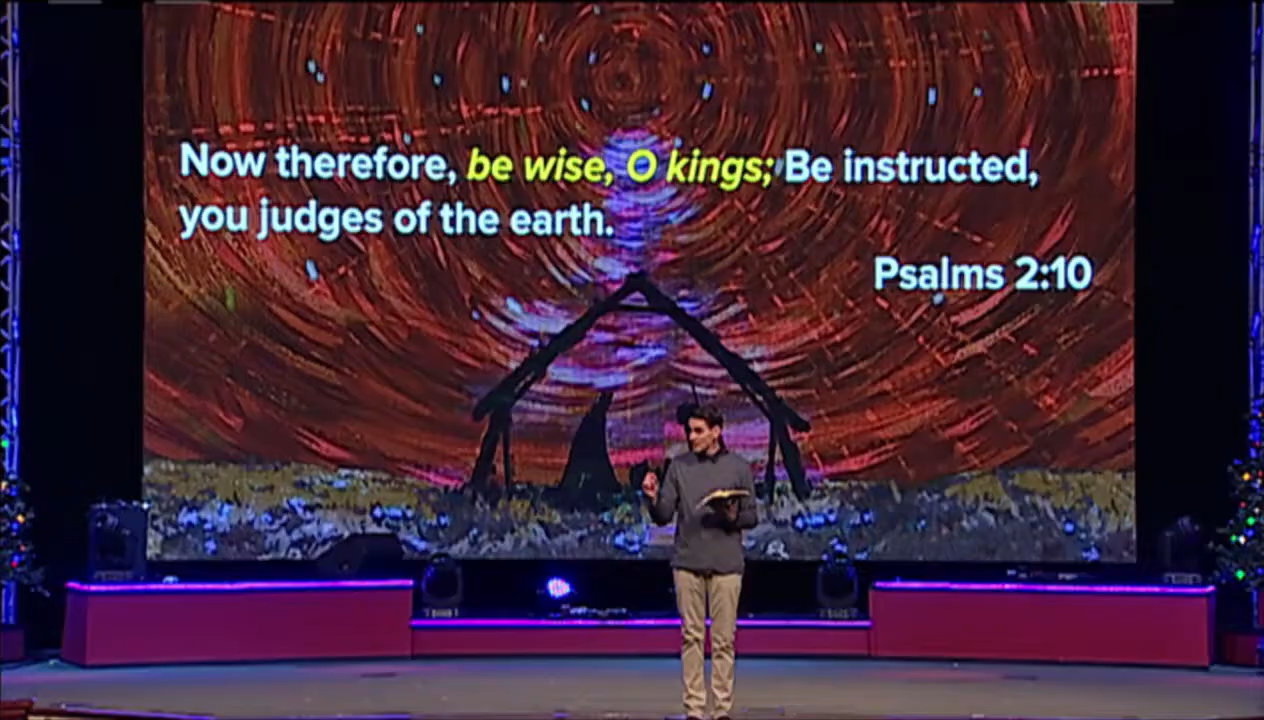 Now therefore, be wise, O kings; Be instructed,
you judges of the earth.
Psalms 2:10